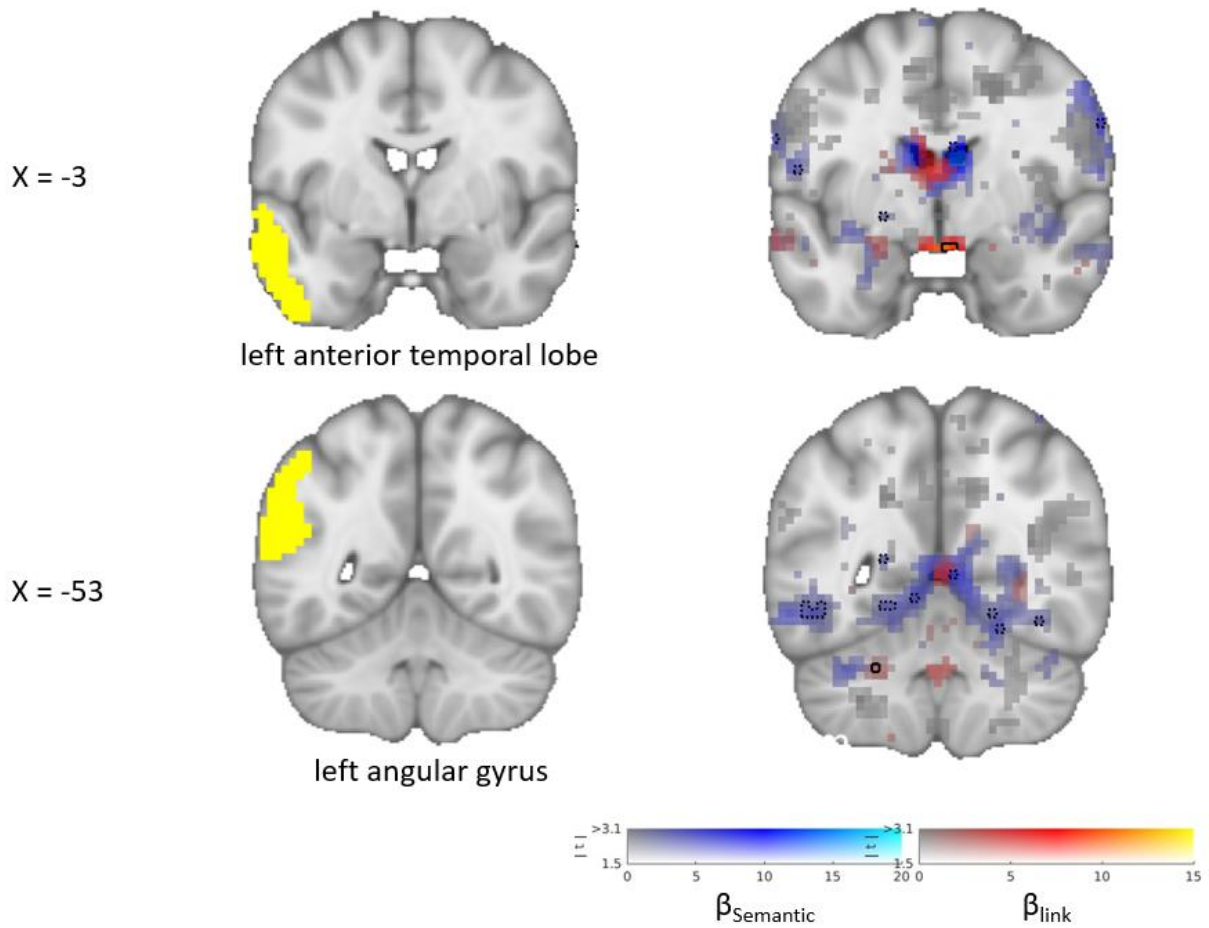 X = -3
left anterior temporal lobe
X = -53
left angular gyrus
| t |
>3.1
1.5
0 5 10 15 20
βSemantic
| t |
>3.1
1.5
0 5 10 15
βlink